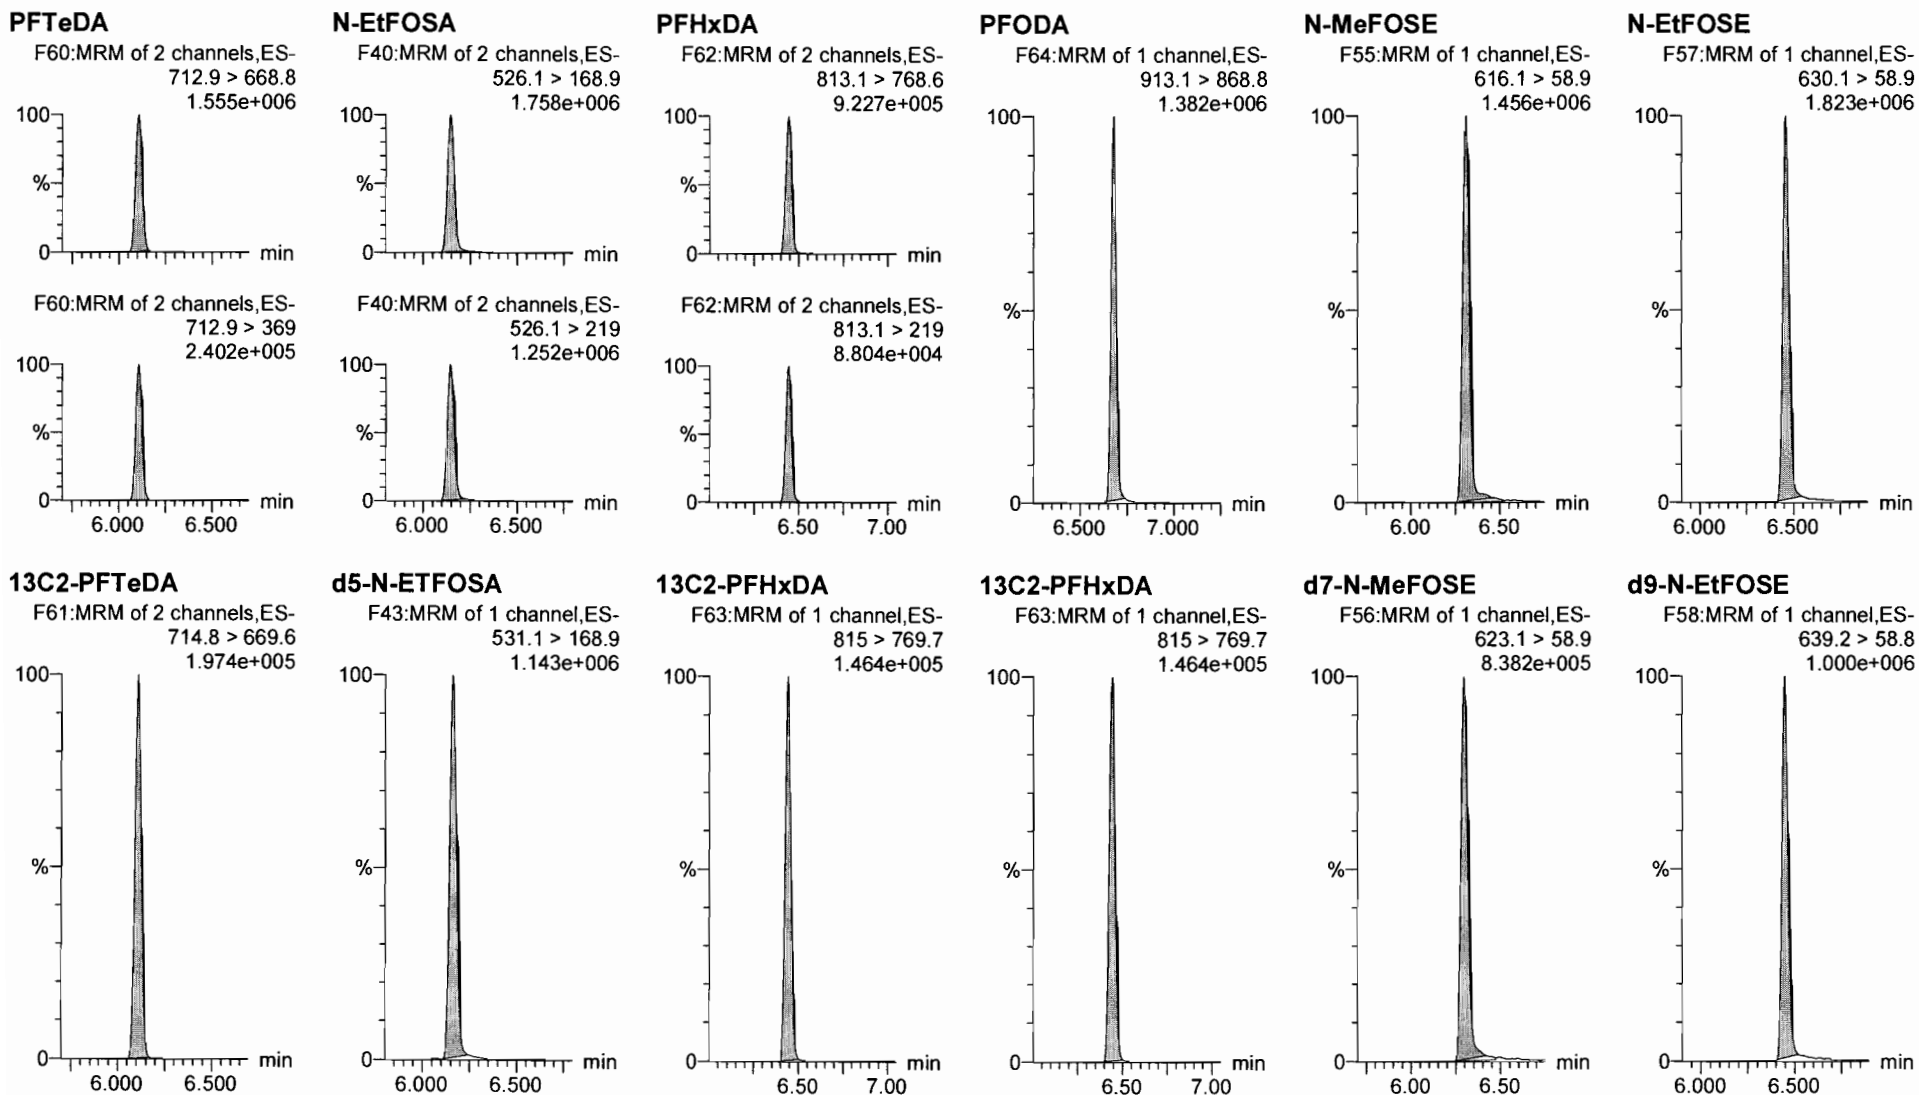 PFTeDA
F60:MRM of 2 channels,ES-
712.9 > 668.8
1.555e+006
100
%
0
min
F60:MRM of 2 channels,ES-
712.9 > 369
2.402e+005
100
%
0
min
6.000 6.500
N-EtFOSA
F40:MRM of 2 channels,ES-
526.1 > 168.9
1.758e+006
100
%
0
min
F40:MRM of 2 channels,ES-
526.1 > 219
1.252e+006
100
%
0
min
6.000 6.500
PFHxDA
F62:MRM of 2 channels,ES-
813.1 > 768.6
9.227e+005
100
%
0
min
F62:MRM of 2 channels,ES-
813.1 > 219
8.804e+004
100
%
0
min
6.50 7.00
PFODA
F64:MRM of 1 channel,ES-
913.1 > 868.8
1.382e+006
100
%
0
min
6.500 7.000
N-MeFOSE
F55:MRM of 1 channel,ES-
616.1 > 58.9
1.456e+006
100
%
0
min
6.00 6.50
N-EtFOSE
F57:MRM of 1 channel,ES-
630.1 > 58.9
1.823e+006
100
%
0
min
6.000 6.500
13C2-PFTeDA
F61:MRM of 2 channels,ES-
714.8 > 669.6
1.974e+005
100
%
0
min
6.000 6.500
d5-N-ETFOSA
F43:MRM of 1 channel,ES-
531.1 > 168.9
1.143e+006
100
%
0
min
6.000 6.500
13C2-PFHxDA
F63:MRM of 1 channel,ES-
815 > 769.7
1.464e+005
100
%
0
min
6.50 7.00
13C2-PFHxDA
F63:MRM of 1 channel,ES-
815 > 769.7
1.464e+005
100
%
0
min
6.50 7.00
d7-N-MeFOSE
F56:MRM of 1 channel,ES-
623.1 > 58.9
8.382e+005
100
%
0
min
6.00 6.50
d9-N-EtFOSE
F58:MRM of 1 channel,ES-
639.2 > 58.8
1.000e+006
100
%
0
min
6.000 6.500